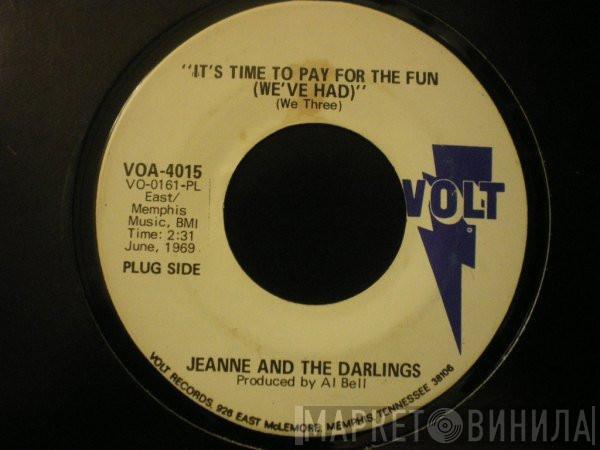 "IT'S TIME TO PAY FOR THE FUN
(WE'VE HAD)"
(We Three)
VOA-4015
VO-0161-PL
East/
Memphis
Music, BMI
Time: 2:31
June, 1969
PLUG SIDE
VOLT
JEANNE AND THE DARLINGS
Produced by Al Bell
VOLT RECORDS, 926 EAST McLEMORE, MEMPHIS, TENNESSEE 38106
МАРКЕТ ВИНИЛА